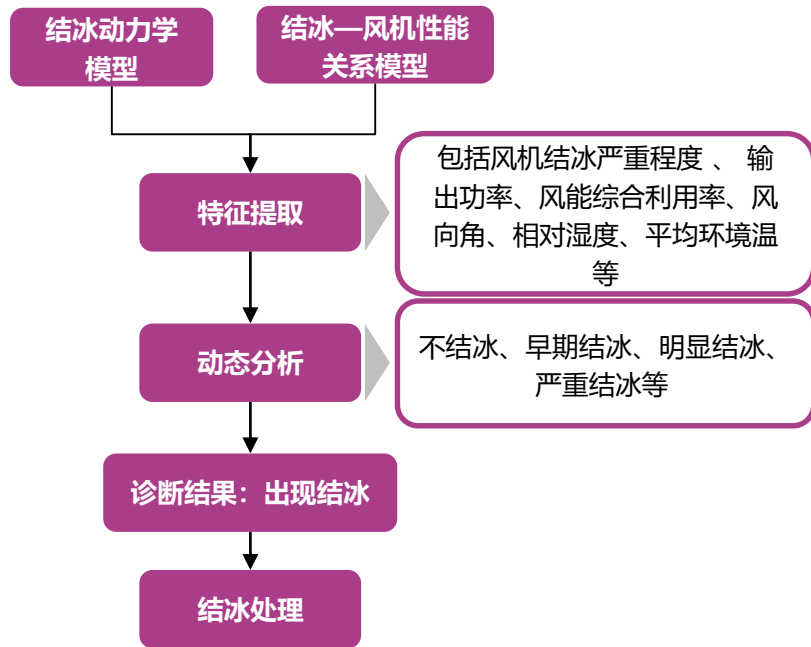 结冰动力学
模型
结冰—风机性能
关系模型
特征提取
包括风机结冰严重程度 、 输
出功率、风能综合利用率、风
向角、相对湿度、平均环境温
等
动态分析
不结冰、早期结冰、明显结冰、
严重结冰等
诊断结果：出现结冰
结冰处理